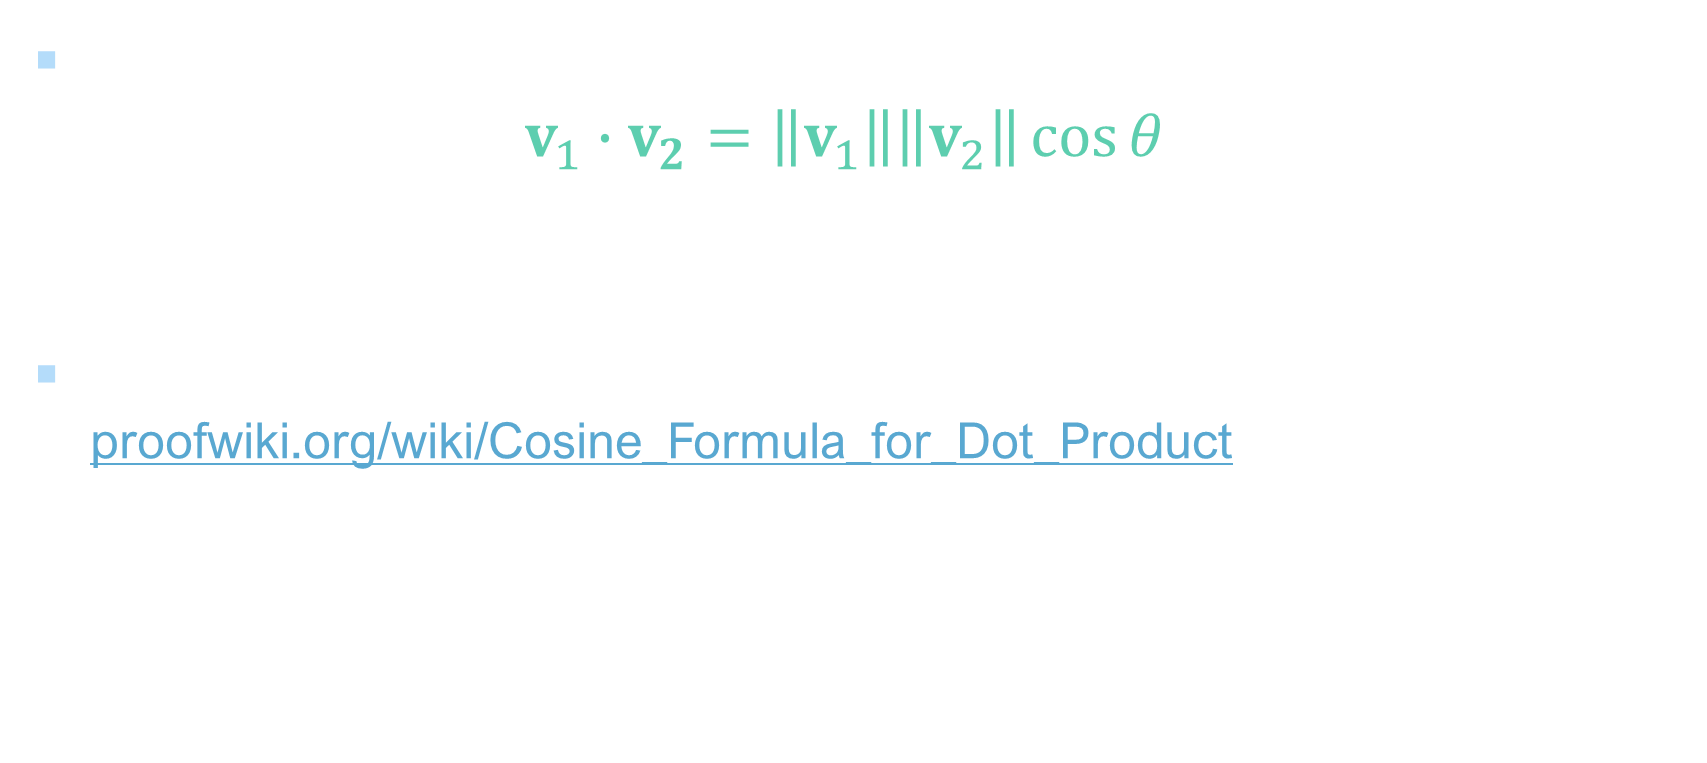 𝐯₁ · 𝐯₂ = ‖𝐯₁‖‖𝐯₂‖ cos 𝜃
proofwiki.org/wiki/Cosine_Formula_for_Dot_Product